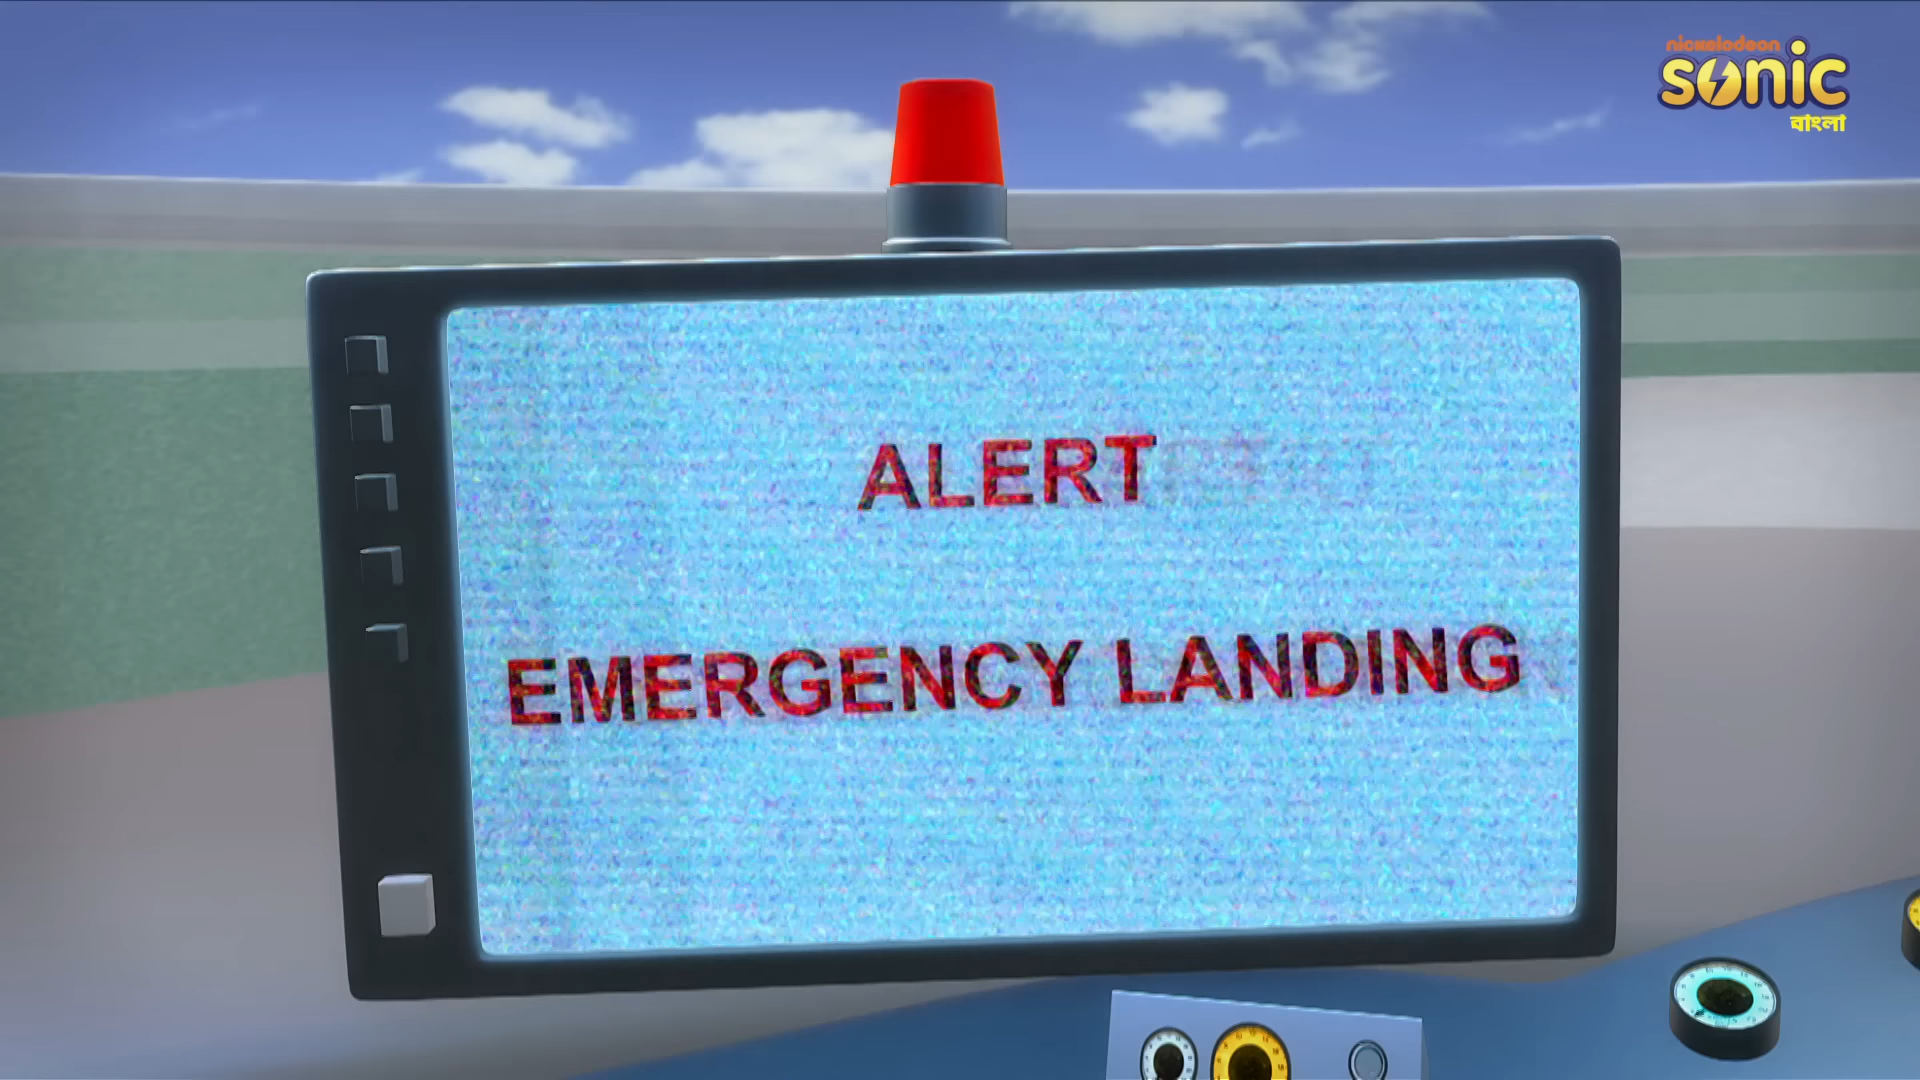 nickelodeon
sonic
বাংলা
ALERT
EMERGENCY LANDING